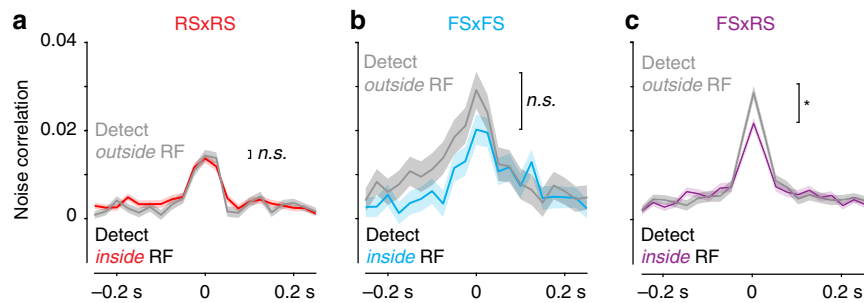 a
RSxRS
b
FSxFS
c
FSxRS
Noise correlation
0.04
0.02
0
Detect
outside RF
n.s.
Detect
inside RF
−0.2 s
0
0.2 s
Detect
outside RF
n.s.
Detect
inside RF
−0.2 s
0
0.2 s
Detect
outside RF
*
Detect
inside RF
−0.2 s
0
0.2 s